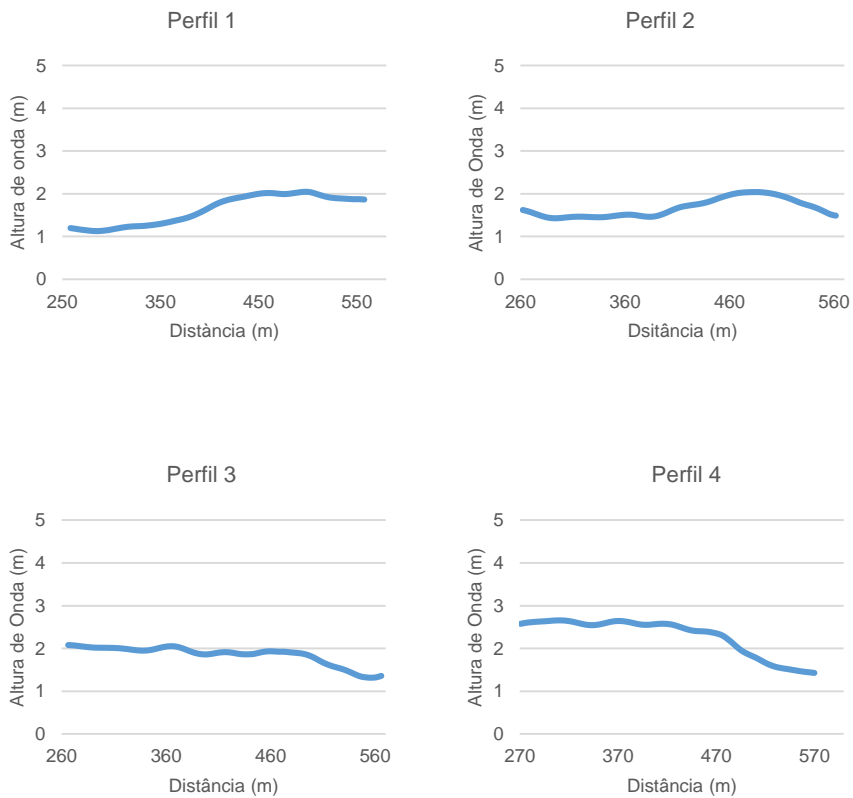 Perfil 1
5
4
3
2
1
0
Altura de onda (m)
250 350 450 550
Distància (m)
Perfil 2
5
4
3
2
1
0
Altura de Onda (m)
260 360 460 560
Dsitância (m)
Perfil 3
5
4
3
2
1
0
Altura de Onda (m)
260 360 460 560
Distância (m)
Perfil 4
5
4
3
2
1
0
Altura de Onda (m)
270 370 470 570
Distância (m)